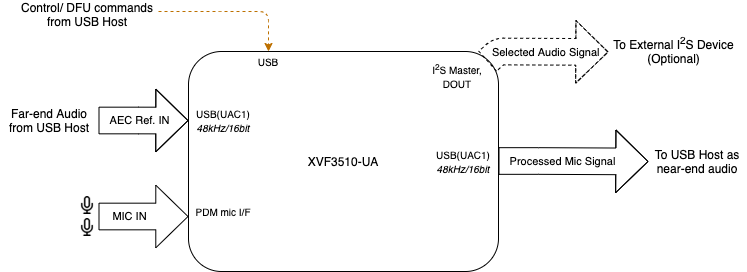 Control/ DFU commands
from USB Host
USB
Selected Audio Signal
To External I²S Device
(Optional)
I²S Master,
DOUT
Far-end Audio
from USB Host
AEC Ref. IN
USB(UAC1)
48kHz/16bit
XVF3510-UA
USB(UAC1)
48kHz/16bit
Processed Mic Signal
To USB Host as
near-end audio
MIC IN
PDM mic I/F